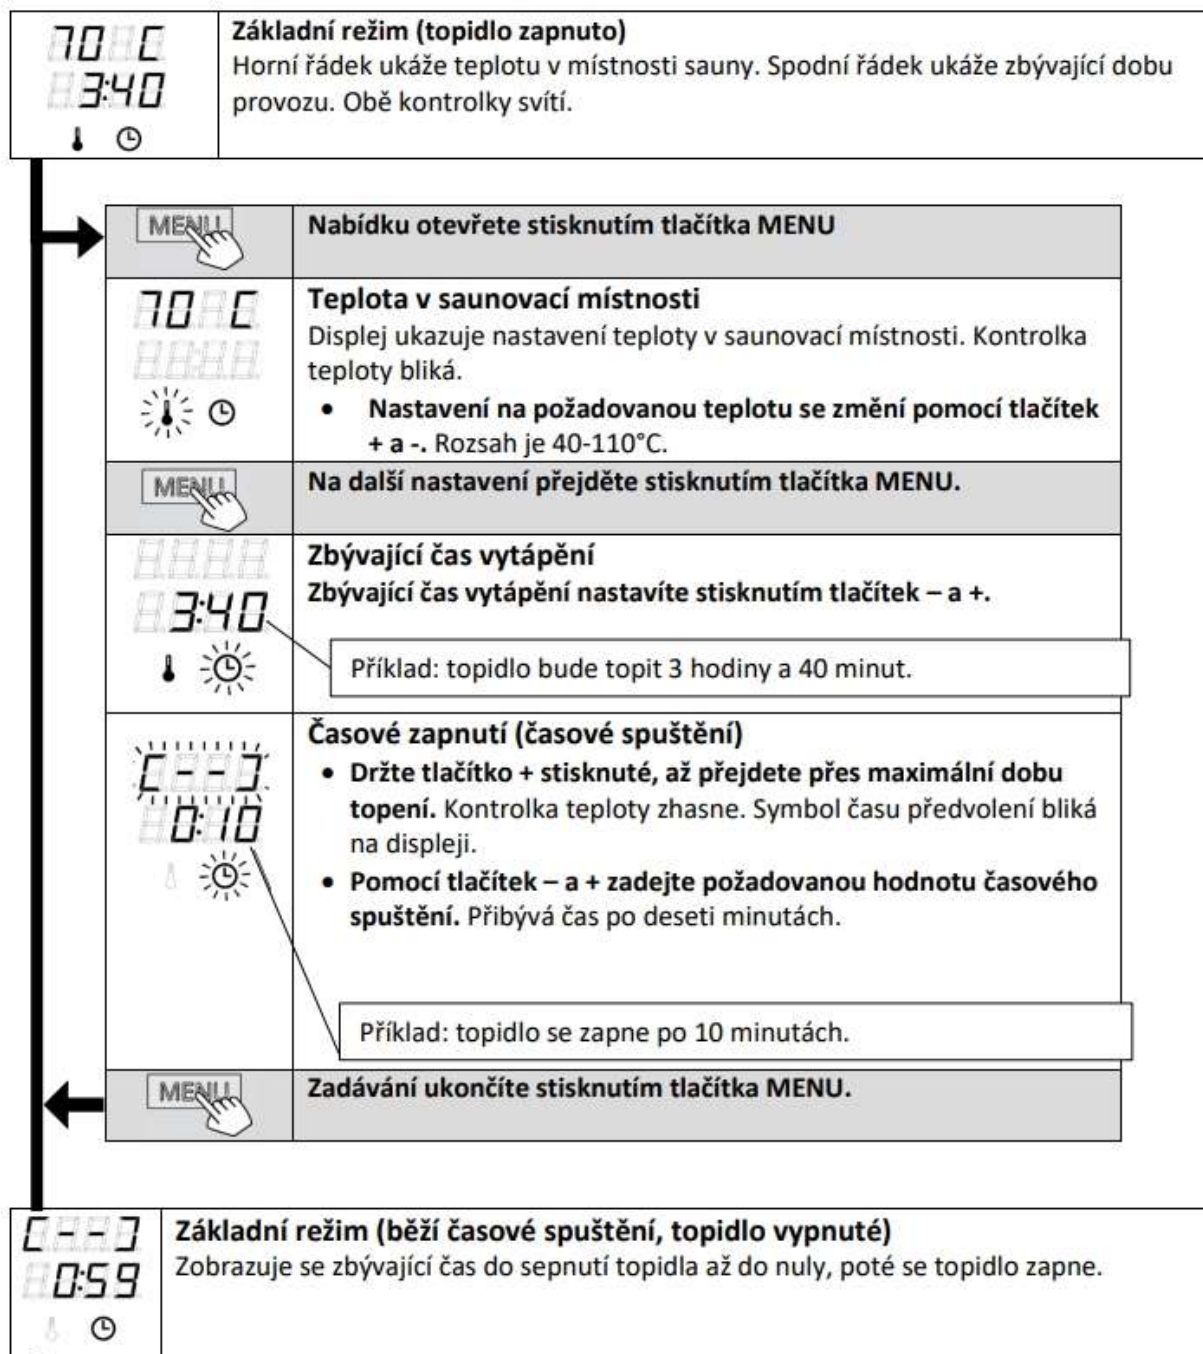 70 C
Základní režim (topidlo zapnuto)
Horní řádek ukáže teplotu v místnosti sauny. Spodní řádek ukáže zbývající dobu
3:40
provozu. Obě kontrolky svítí.
MENU
Nabídku otevřete stisknutím tlačítka MENU
70 C
Teplota v saunovací místnosti
Displej ukazuje nastavení teploty v saunovací místnosti. Kontrolka
teploty bliká.
• Nastavení na požadovanou teplotu se změní pomocí tlačítek
+ a -. Rozsah je 40-110°C.
MENU
Na další nastavení přejděte stisknutím tlačítka MENU.
Zbývající čas vytápění
3:40
Zbývající čas vytápění nastavíte stisknutím tlačítek – a +.
Příklad: topidlo bude topit 3 hodiny a 40 minut.
Časové zapnutí (časové spuštění)
[--]
0:10
• Držte tlačítko + stisknuté, až přejdete přes maximální dobu
topení. Kontrolka teploty zhasne. Symbol času předvolení bliká
na displeji.
• Pomocí tlačítek – a + zadejte požadovanou hodnotu časového
spuštění. Přibývá čas po deseti minutách.
Příklad: topidlo se zapne po 10 minutách.
MENU
Zadávání ukončíte stisknutím tlačítka MENU.
[--]
0:59
Základní režim (běží časové spuštění, topidlo vypnuté)
Zobrazuje se zbývající čas do sepnutí topidla až do nuly, poté se topidlo zapne.